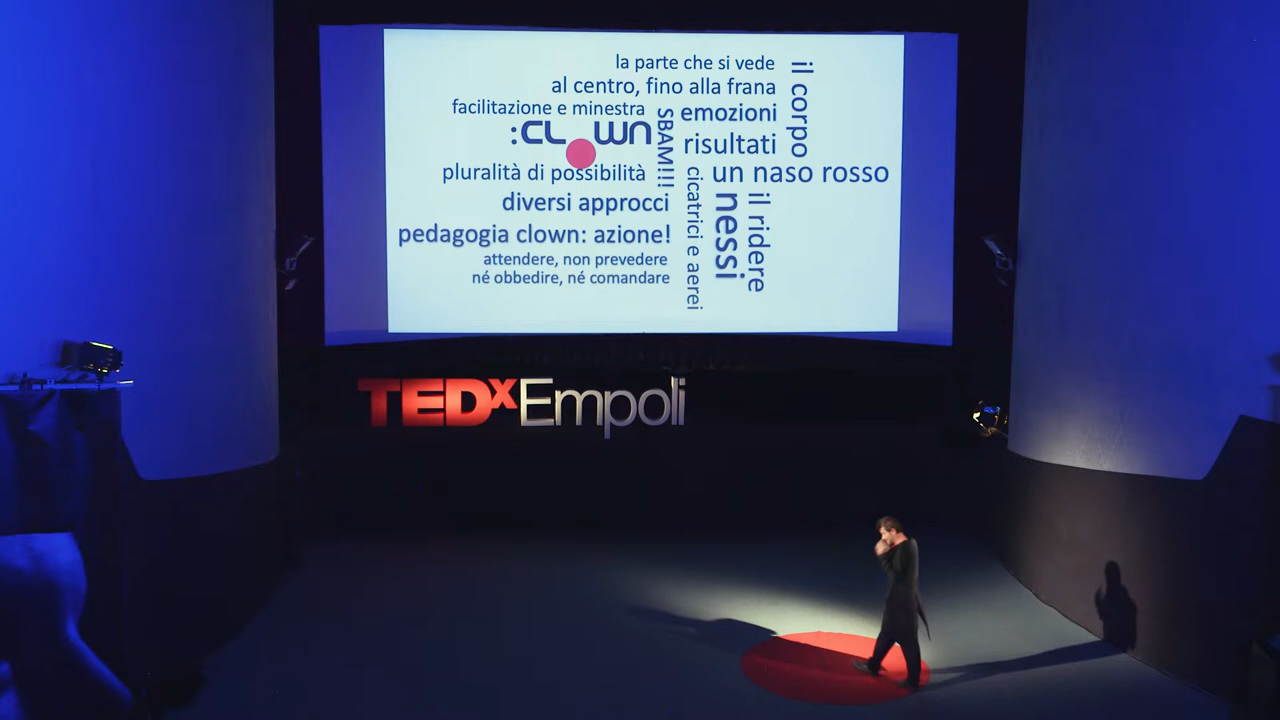 la parte che si vede
al centro, fino alla frana
facilitazione e minestra
:CLOWN
pluralità di possibilità
diversi approcci
pedagogia clown: azione!
attendere, non prevedere
né obbedire, né comandare
SBAM!!!
emozioni
risultati
un naso rosso
il corpo
cicatrici e aerei
nessi
il ridere
TEDxEmpoli